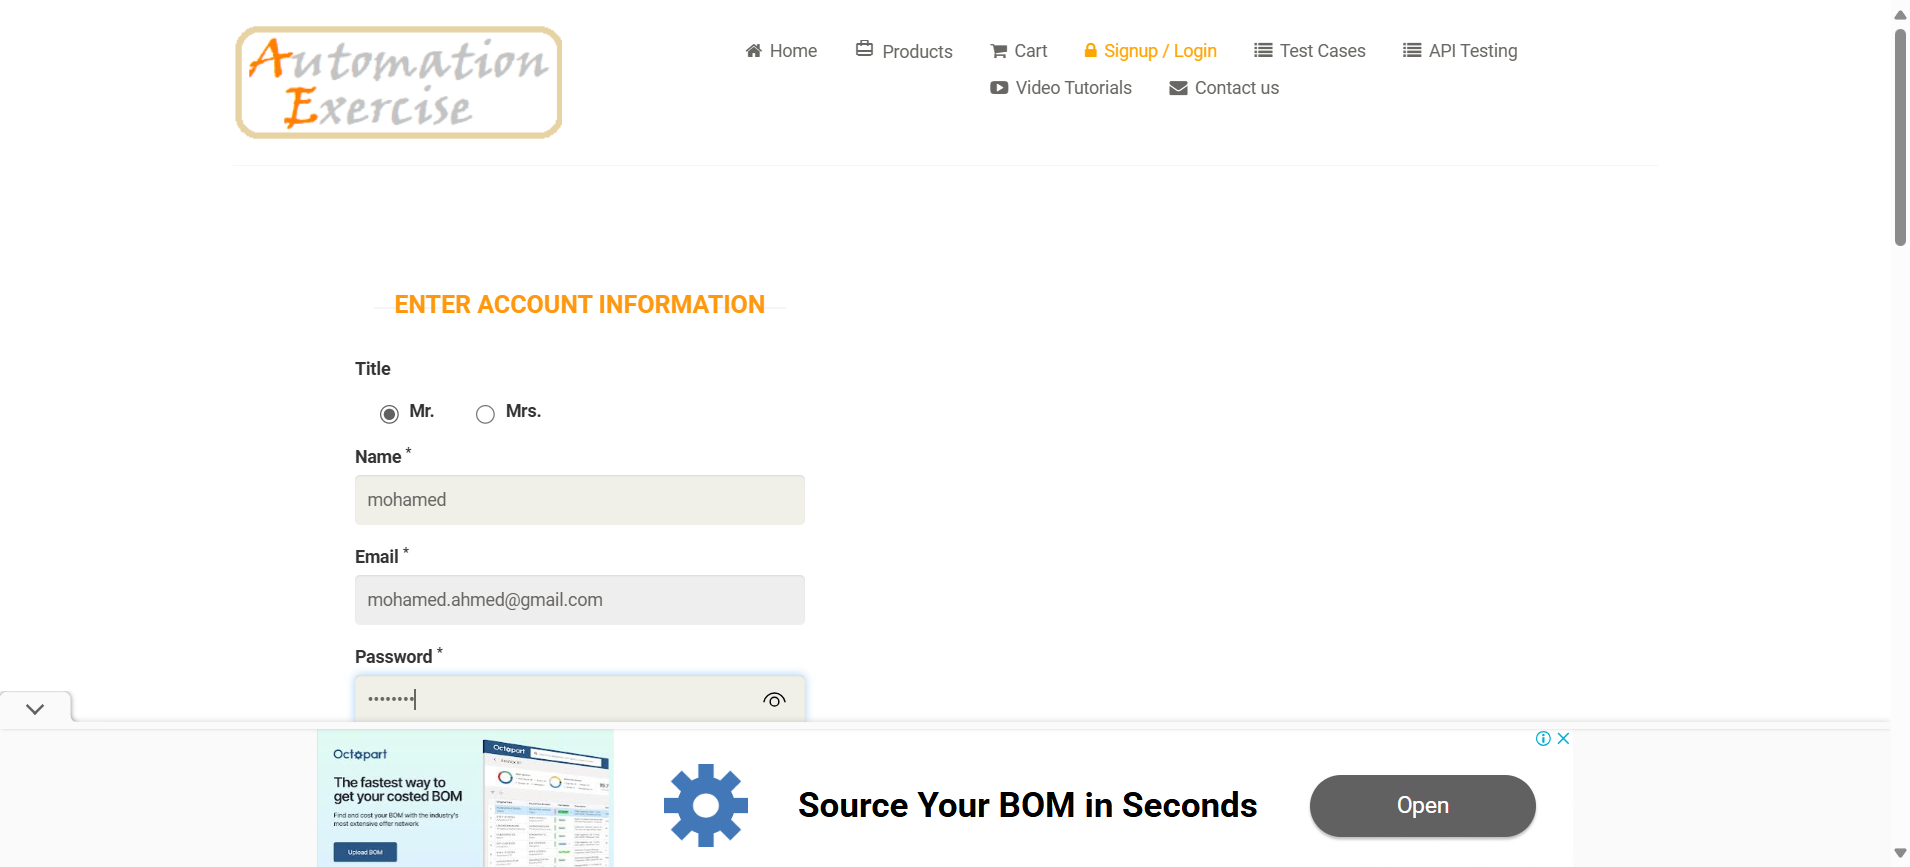 Automation
Exercise
Home Products Cart Signup / Login Test Cases API Testing
Video Tutorials Contact us
ENTER ACCOUNT INFORMATION
Title
Mr. Mrs.
Name *
mohamed
Email *
mohamed.ahmed@gmail.com
Password *
••••••••
Octopart
The fastest way to
get your costed BOM
Find and cost your BOM with the industry's
most extensive offer network
Upload BOM
Octopart
Source Your BOM in Seconds
Open